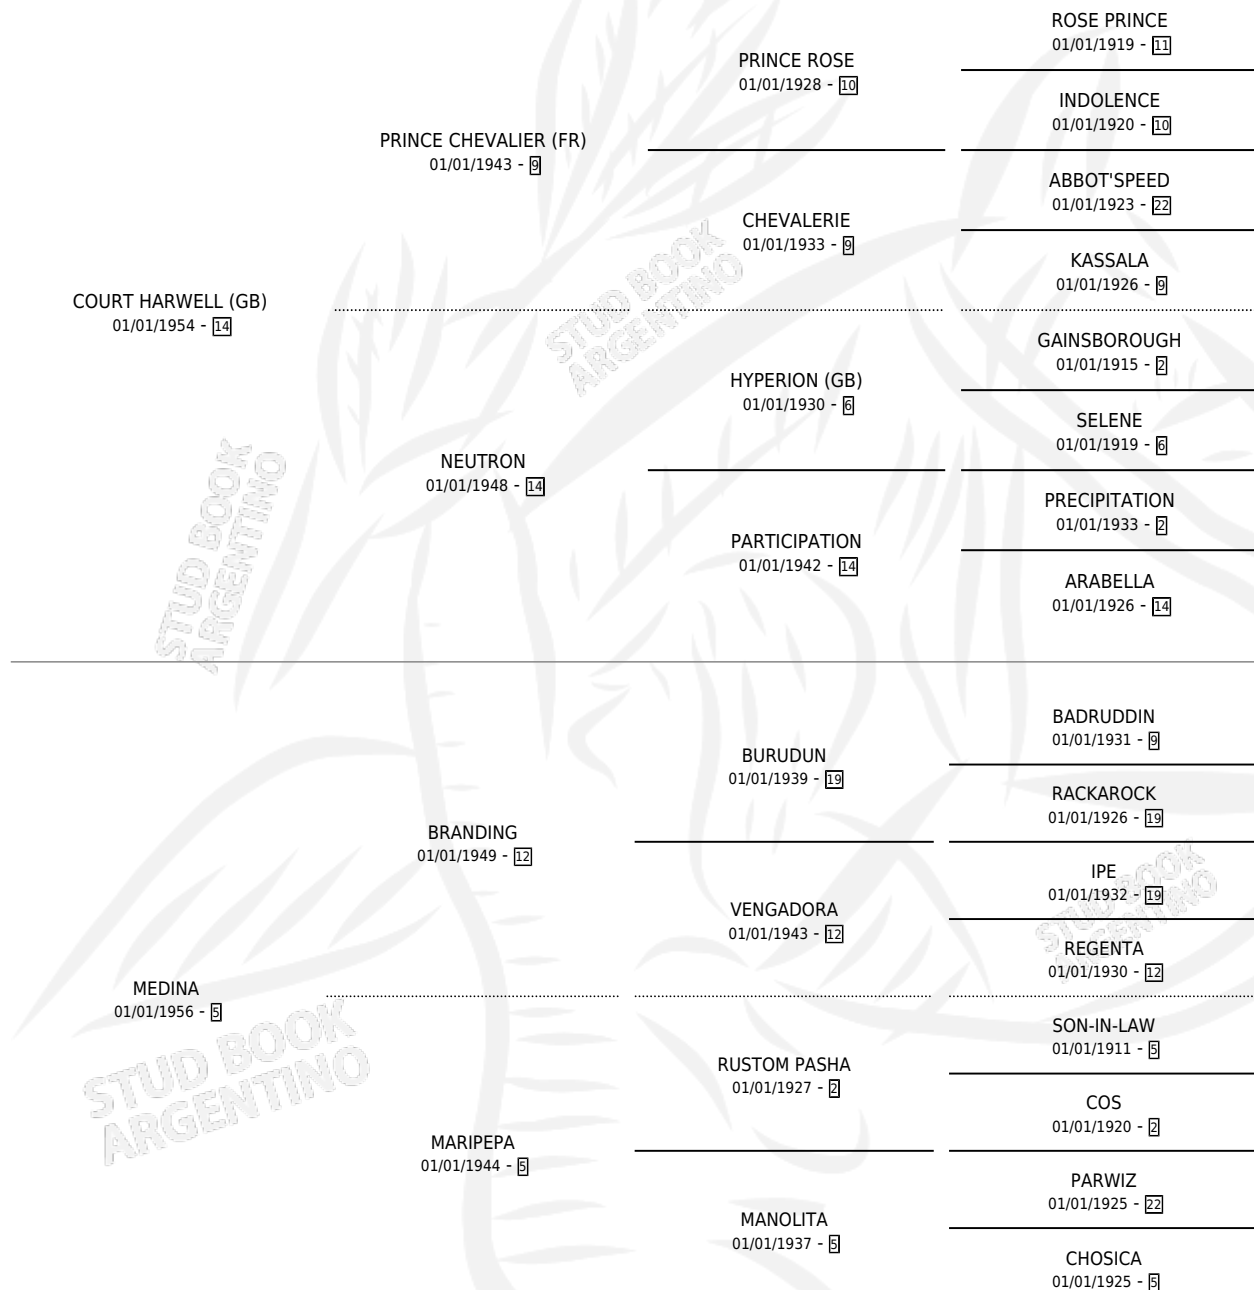 ROSE PRINCE
01/01/1919 - 11
PRINCE ROSE
01/01/1928 - 10
INDOLENCE
01/01/1920 - 10
PRINCE CHEVALIER (FR)
01/01/1943 - 9
ABBOT'SPEED
01/01/1923 - 22
CHEVALERIE
01/01/1933 - 9
KASSALA
01/01/1926 - 9
STUD BOOK
ARGENTINO
COURT HARWELL (GB)
01/01/1954 - 14
GAINSBOROUGH
01/01/1915 - 2
HYPERION (GB)
01/01/1930 - 6
SELENE
01/01/1919 - 6
NEUTRON
01/01/1948 - 14
PRECIPITATION
01/01/1933 - 2
PARTICIPATION
01/01/1942 - 14
ARABELLA
01/01/1926 - 14
STUD BOOK
ARGENTINO
BADRUDDIN
01/01/1931 - 9
BURUDUN
01/01/1939 - 19
RACKAROCK
01/01/1926 - 19
BRANDING
01/01/1949 - 12
IPE
01/01/1932 - 19
VENGADORA
01/01/1943 - 12
REGENTA
01/01/1930 - 12
STUD BOOK
ARGENTINO
MEDINA
01/01/1956 - 5
SON-IN-LAW
01/01/1911 - 5
RUSTOM PASHA
01/01/1927 - 2
COS
01/01/1920 - 2
STUD BOOK
ARGENTINO
MARIPEPA
01/01/1944 - 5
PARWIZ
01/01/1925 - 22
MANOLITA
01/01/1937 - 5
CHOSICA
01/01/1925 - 5